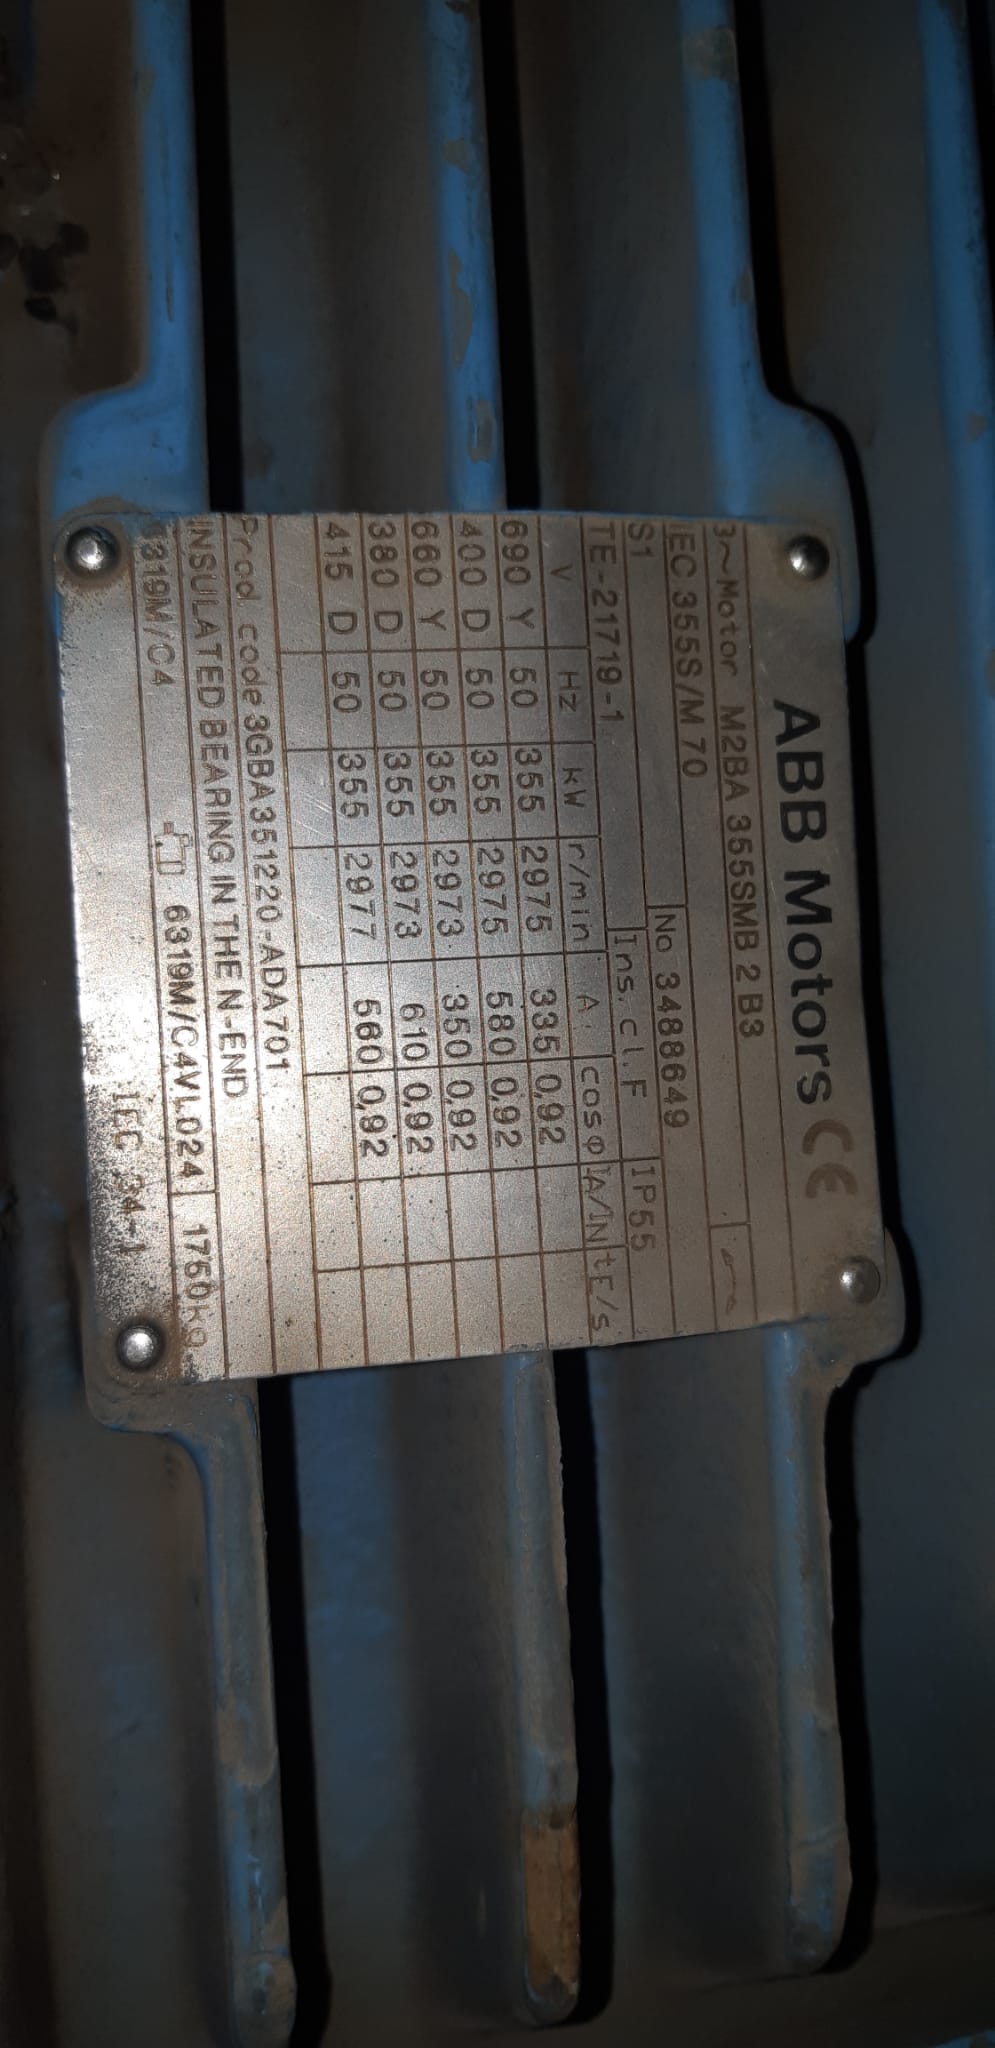 ABB Motors CE
3~Motor M2BA 355SMB 2 B3
IEC 355S/M 70
No 3488649
S1 Ins.cl.F IP55
TE-21719-1
V Hz kW r/min A cosφ IA/IN tE/s
690 Y 50 355 2975 335 0,92
400 D 50 355 2975 580 0,92
660 Y 50 355 2973 350 0,92
380 D 50 355 2973 610 0,92
415 D 50 355 2977 560 0,92
Prod. code 3GBA351220-ADA701
INSULATED BEARING IN THE N-END
6319M/C4 6319M/C4VL024 1750kg
IEC 34-1